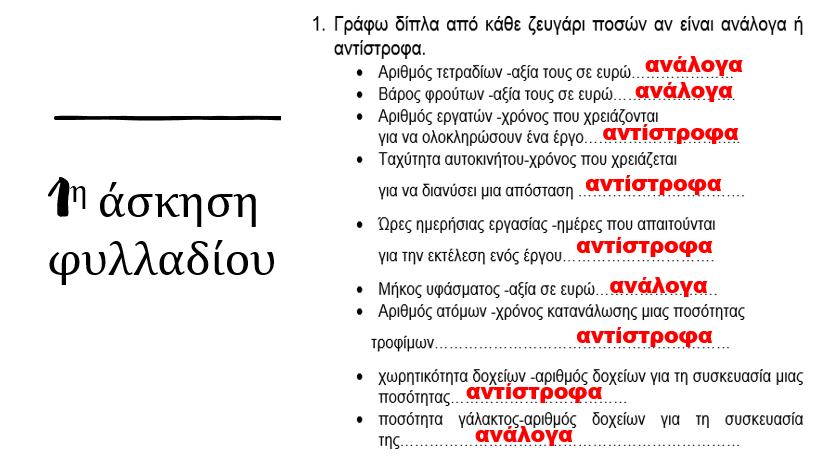 1η άσκηση
φυλλαδίου
1. Γράφω δίπλα από κάθε ζευγάρι ποσών αν είναι ανάλογα ή
αντίστροφα.
• Αριθμός τετραδίων -αξία τους σε ευρώ……ανάλογα……
• Βάρος φρούτων -αξία τους σε ευρώ……ανάλογα……
• Αριθμός εργατών -χρόνος που χρειάζονται
για να ολοκληρώσουν ένα έργο……αντίστροφα……
• Ταχύτητα αυτοκινήτου-χρόνος που χρειάζεται
για να διανύσει μια απόσταση ……αντίστροφα……
• Ώρες ημερήσιας εργασίας -ημέρες που απαιτούνται
για την εκτέλεση ενός έργου……αντίστροφα……
• Μήκος υφάσματος -αξία σε ευρώ……ανάλογα……
• Αριθμός ατόμων -χρόνος κατανάλωσης μιας ποσότητας
τροφίμων……………………αντίστροφα……
• χωρητικότητα δοχείων -αριθμός δοχείων για τη συσκευασία μιας
ποσότητας……αντίστροφα……
• ποσότητα γάλακτος-αριθμός δοχείων για τη συσκευασία
της……………ανάλογα……………………